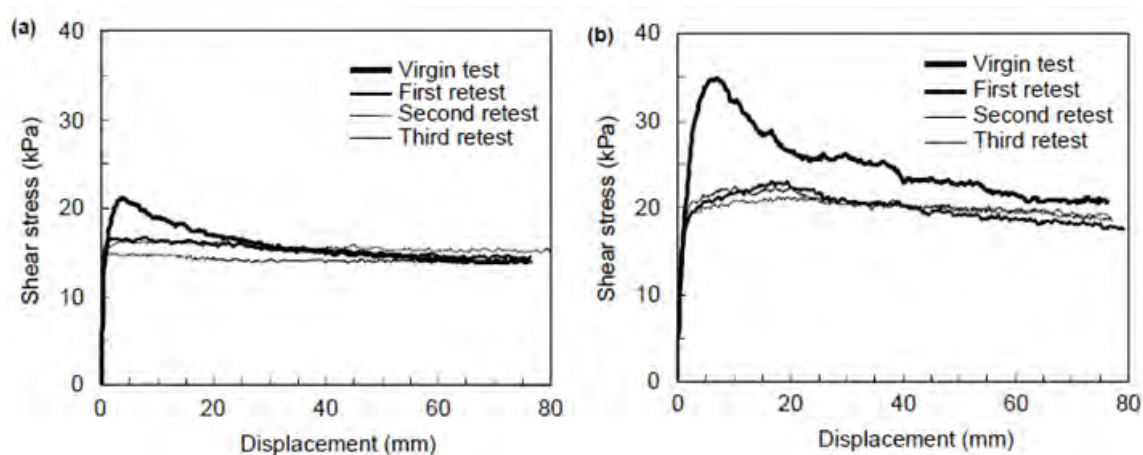 (a)
40
30
20
10
0
Shear stress (kPa)
Virgin test
First retest
Second retest
Third retest
0 20 40 60 80
Displacement (mm)
(b)
40
30
20
10
0
Shear stress (kPa)
Virgin test
First retest
Second retest
Third retest
0 20 40 60 80
Displacement (mm)